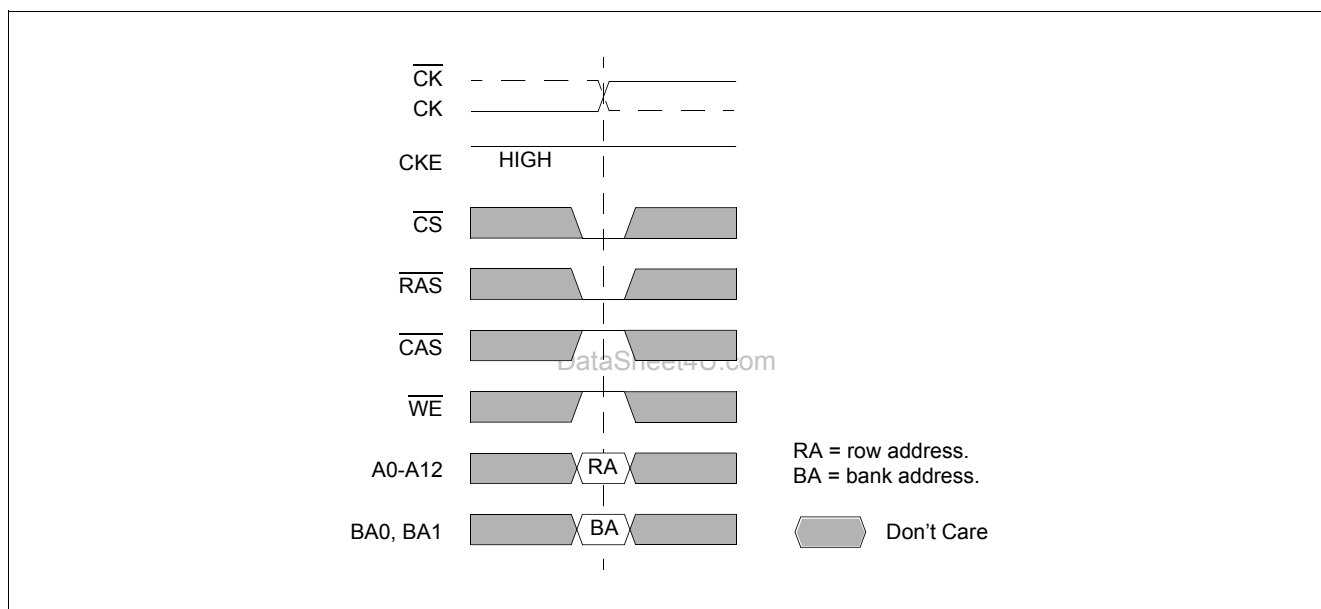 CK
CK
CKE HIGH
CS
RAS
CAS
DataSheet4U.com
WE
A0-A12 RA
BA0, BA1 BA
RA = row address.
BA = bank address.
Don't Care